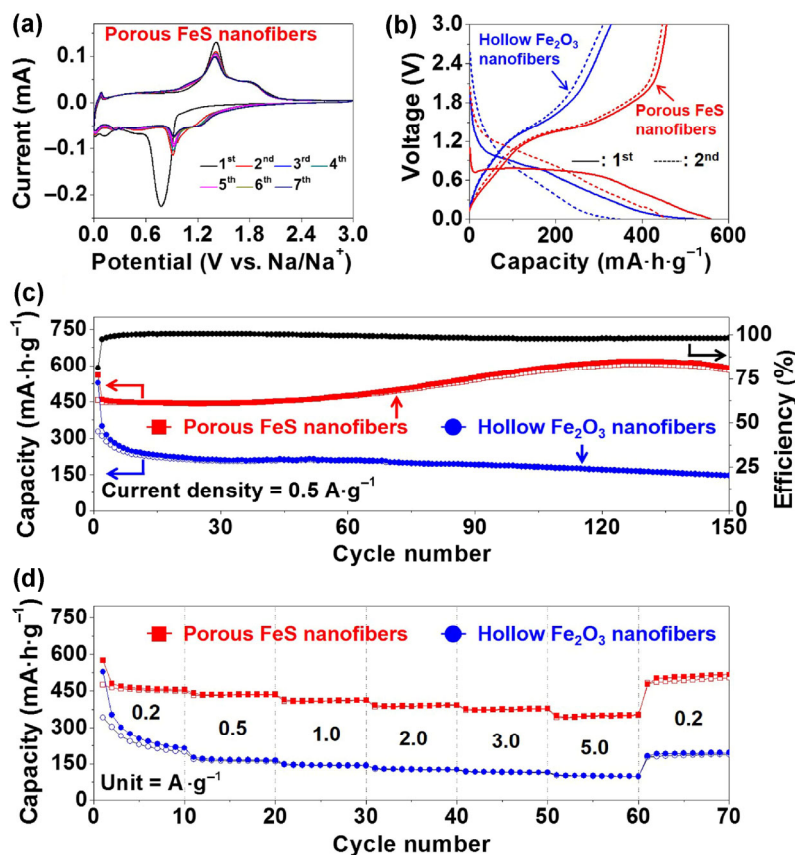 (a)
Porous FeS nanofibers
Current (mA)
0.1
0.0
−0.1
−0.2
1st 2nd 3rd 4th
5th 6th 7th
0.0 0.6 1.2 1.8 2.4 3.0
Potential (V vs. Na/Na+)
(b)
Voltage (V)
3.0
2.4
1.8
1.2
0.6
0.0
Hollow Fe2O3
nanofibers
Porous FeS
nanofibers
: 1st : 2nd
0 200 400 600 800
Capacity (mA·h·g−1)
(c)
Capacity (mA·h·g−1)
750
600
450
300
150
0
Porous FeS nanofibers Hollow Fe2O3 nanofibers
Current density = 0.5 A·g−1
100
75
50
25
0
Efficiency (%)
0 30 60 90 120 150
Cycle number
(d)
Capacity (mA·h·g−1)
750
600
450
300
150
0
Porous FeS nanofibers Hollow Fe2O3 nanofibers
0.2 0.5 1.0 2.0 3.0 5.0 0.2
Unit = A·g−1
0 10 20 30 40 50 60 70
Cycle number